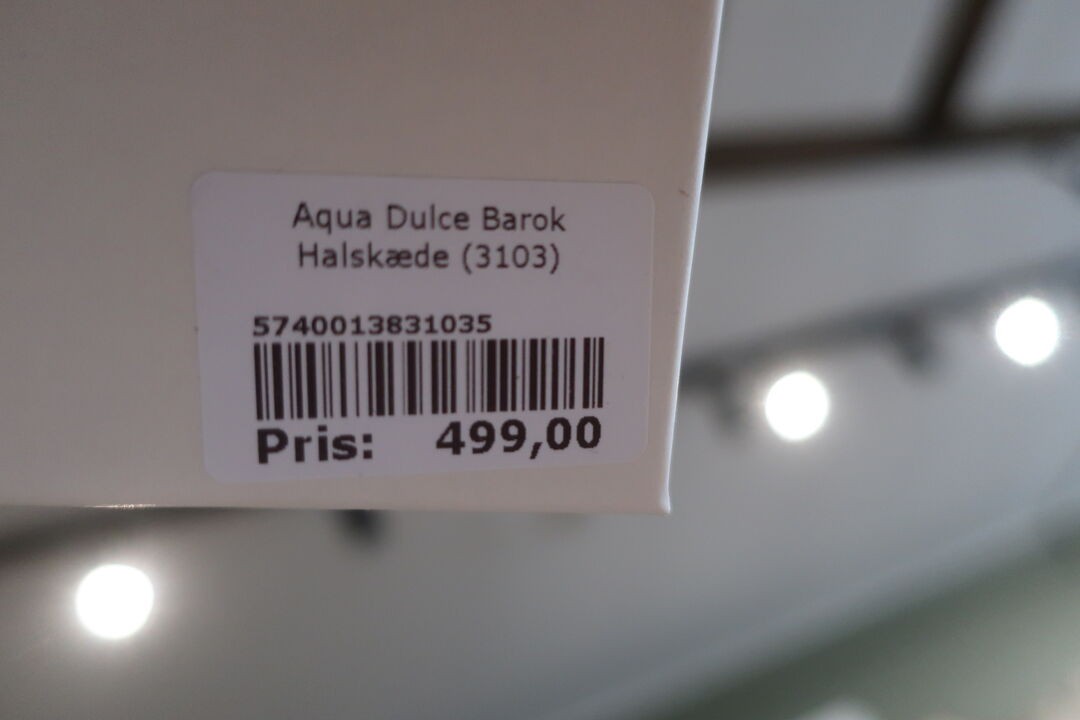 Aqua Dulce Barok
Halskæde (3103)
5740013831035
Pris: 499,00